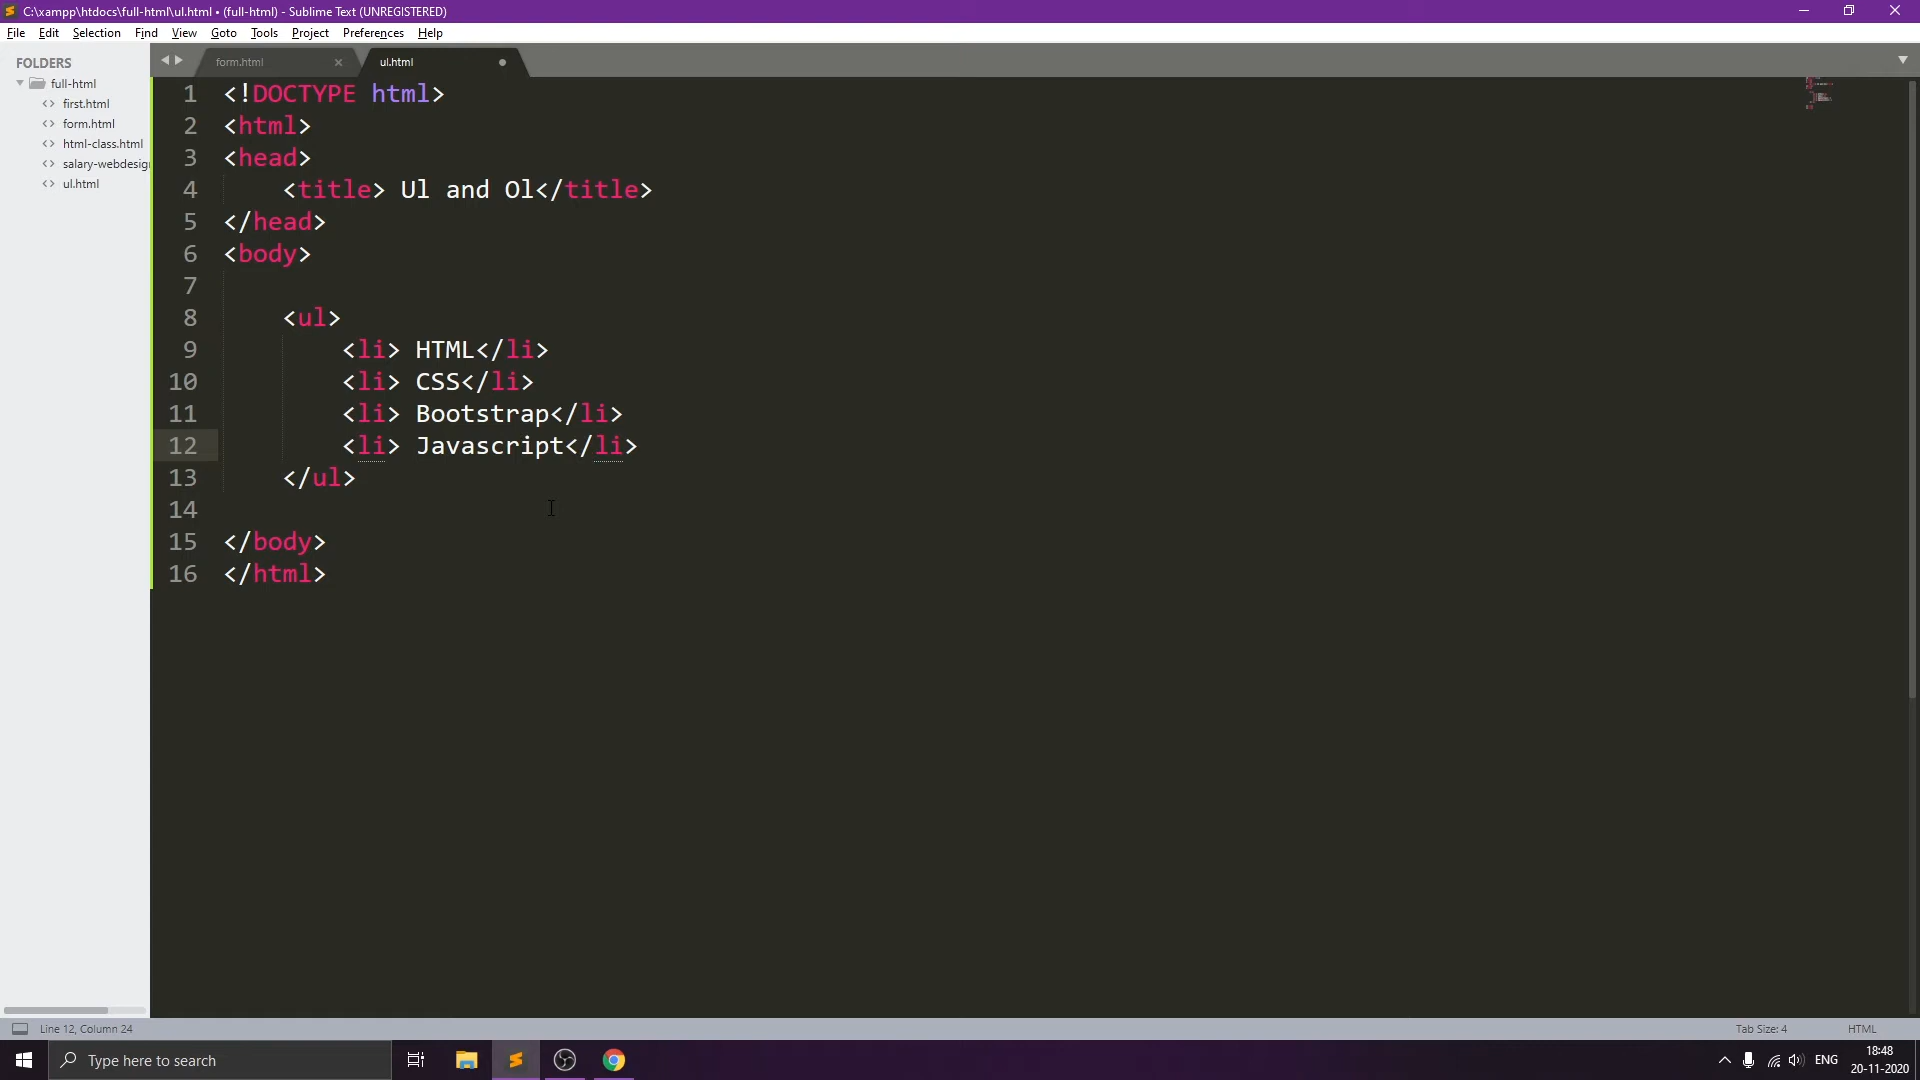 C:\xampp\htdocs\full-html\ul.html • (full-html) - Sublime Text (UNREGISTERED)
File Edit Selection Find View Goto Tools Project Preferences Help
FOLDERS
full-html
first.html
form.html
html-class.html
salary-webdesign
ul.html
form.html ul.html
1 <!DOCTYPE html>
2 <html>
3 <head>
4 <title> Ul and Ol</title>
5 </head>
6 <body>
7
8 <ul>
9 <li> HTML</li>
10 <li> CSS</li>
11 <li> Bootstrap</li>
12 <li> Javascript</li>
13 </ul>
14
15 </body>
16 </html>
Line 12, Column 24 Tab Size: 4 HTML
Type here to search
ENG
18:48
20-11-2020